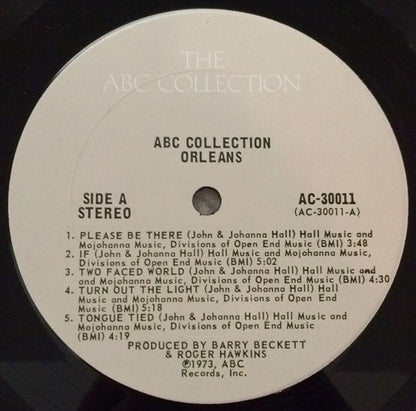 THE
ABC COLLECTION
ABC COLLECTION
ORLEANS
SIDE A
STEREO
AC-30011
(AC-30011-A)
1. PLEASE BE THERE (John & Johanna Hall) Hall Music and
Mojohanna Music, Divisions of Open End Music (BMI) 3:48
2. IF (John & Johanna Hall) Hall Music and Mojohanna Music,
Divisions of Open End Music (BMI) 5:02
3. TWO FACED WORLD (John & Johanna Hall) Hall Music and
and Mojohanna Music, Divisions of Open End Music (BMI) 4:30
4. TURN OUT THE LIGHT (John & Johanna Hall) Hall
Music and Mojohanna Music, Divisions of Open End
Music (BMI) 5:18
5. TONGUE TIED (John & Johanna Hall) Hall Music and
Mojohanna Music, Divisions of Open End Music
(BMI) 4:19
PRODUCED BY BARRY BECKETT
& ROGER HAWKINS
℗1973, ABC
Records, Inc.